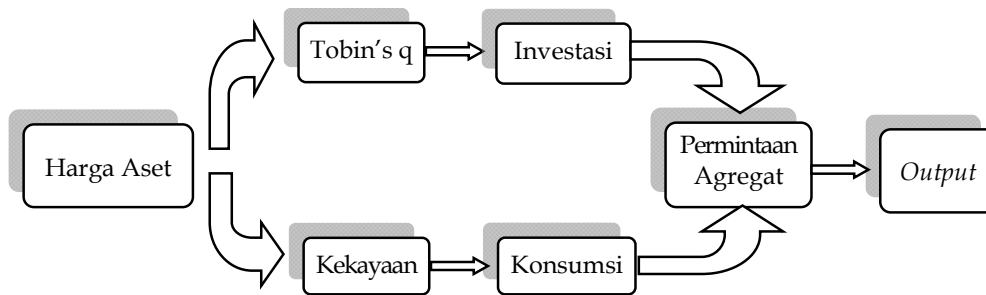 Harga Aset
Tobin's q
Investasi
Kekayaan
Konsumsi
Permintaan
Agregat
Output